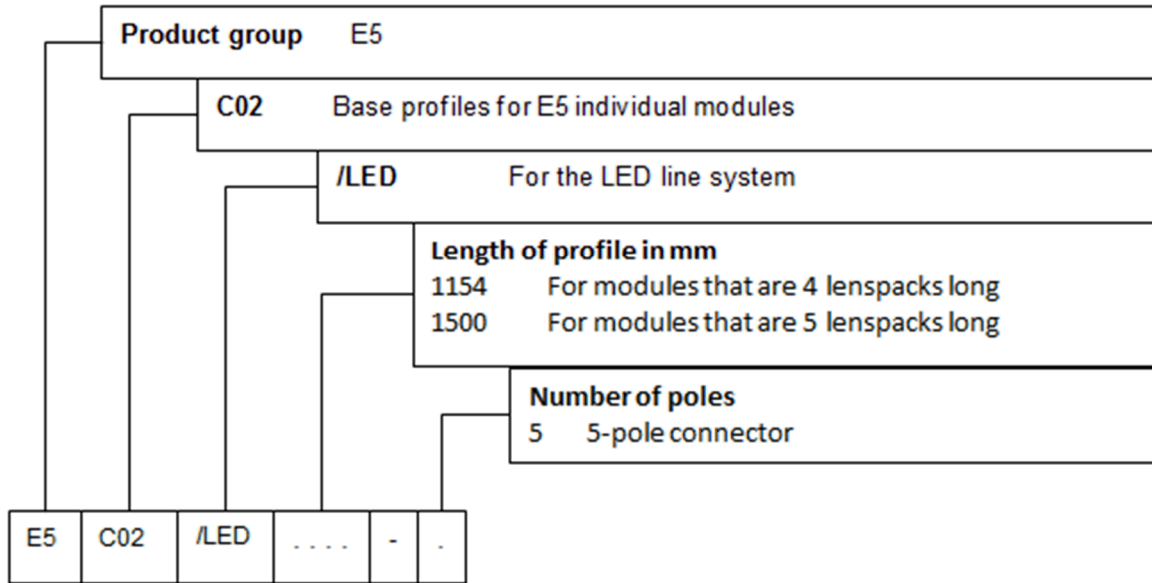 Product group E5
C02 Base profiles for E5 individual modules
/LED For the LED line system
Length of profile in mm
1154 For modules that are 4 lenspacks long
1500 For modules that are 5 lenspacks long
Number of poles
5 5-pole connector
E5 C02 /LED . . . . - .